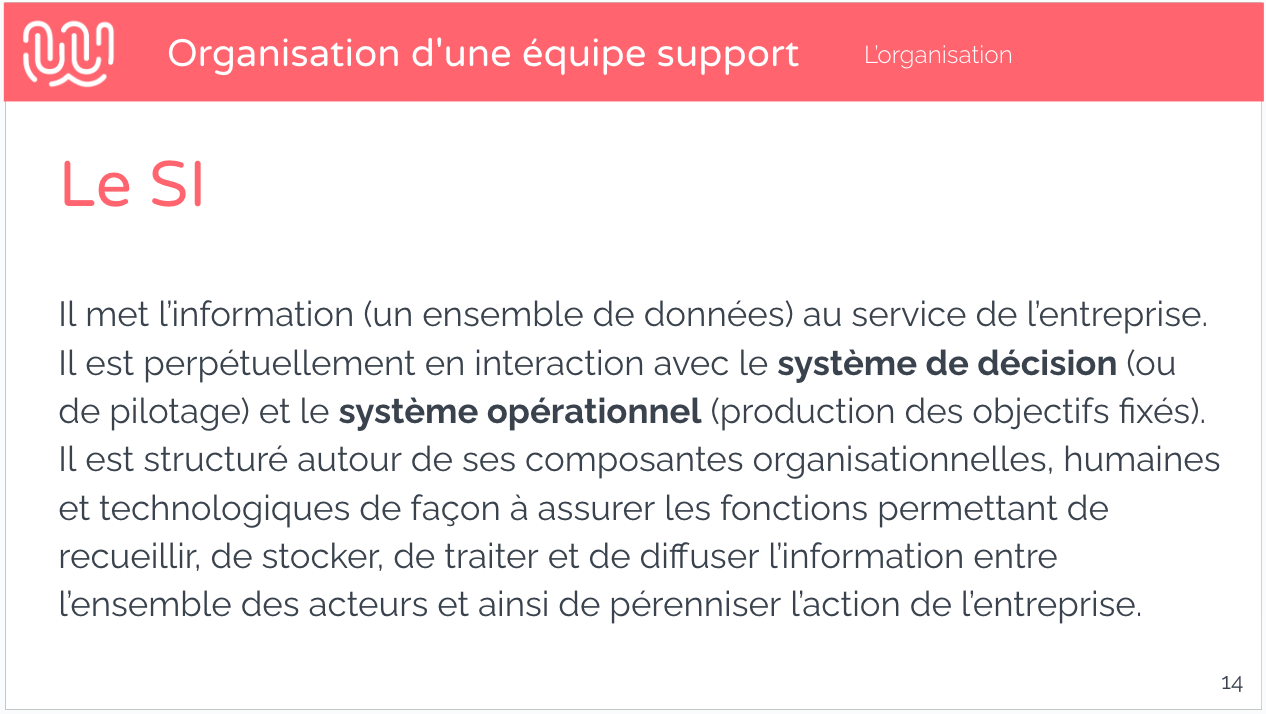 Organisation d'une équipe support
L'organisation
Le SI
Il met l'information (un ensemble de données) au service de l'entreprise.
Il est perpétuellement en interaction avec le système de décision (ou
de pilotage) et le système opérationnel (production des objectifs fixés).
Il est structuré autour de ses composantes organisationnelles, humaines
et technologiques de façon à assurer les fonctions permettant de
recueillir, de stocker, de traiter et de diffuser l'information entre
l'ensemble des acteurs et ainsi de pérenniser l'action de l'entreprise.
14